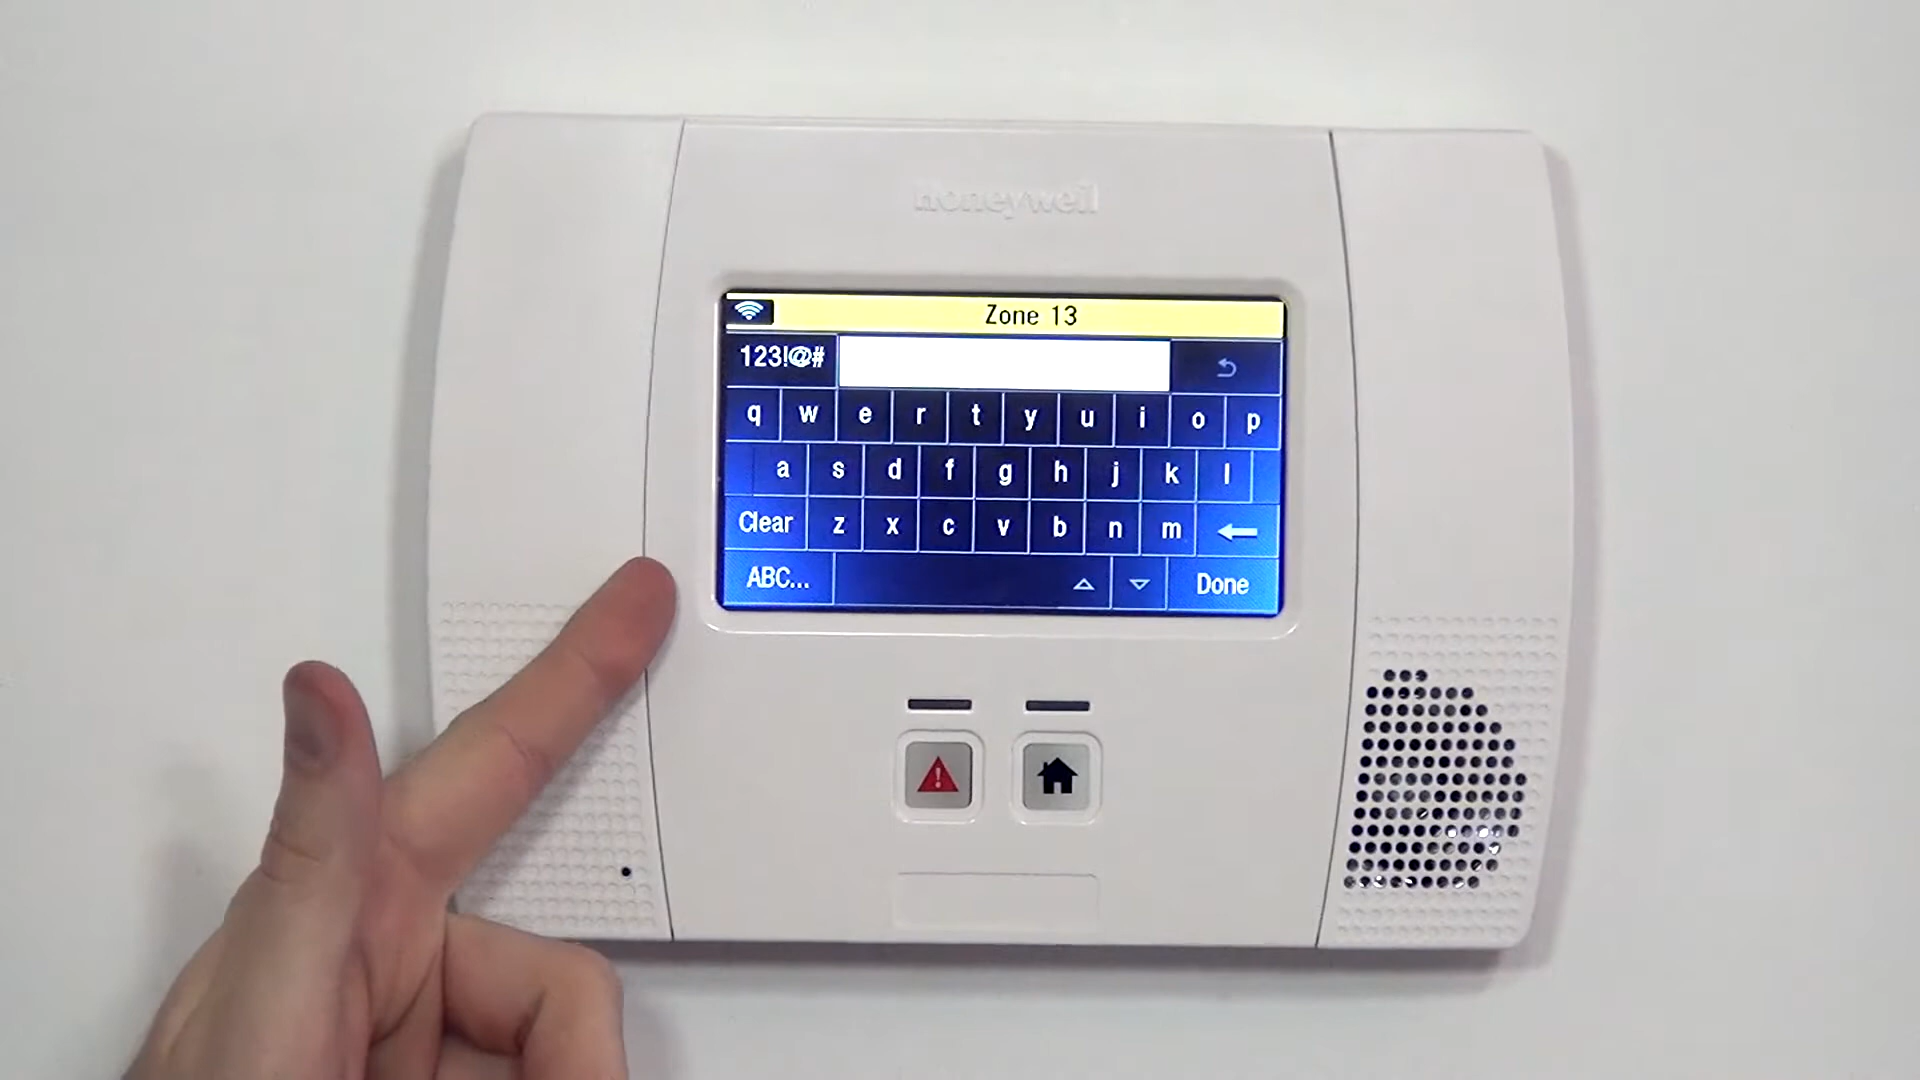 honeywell
Zone 13
123!@#
q w e r t y u i o p
a s d f g h j k l
Clear z x c v b n m
ABC... Done